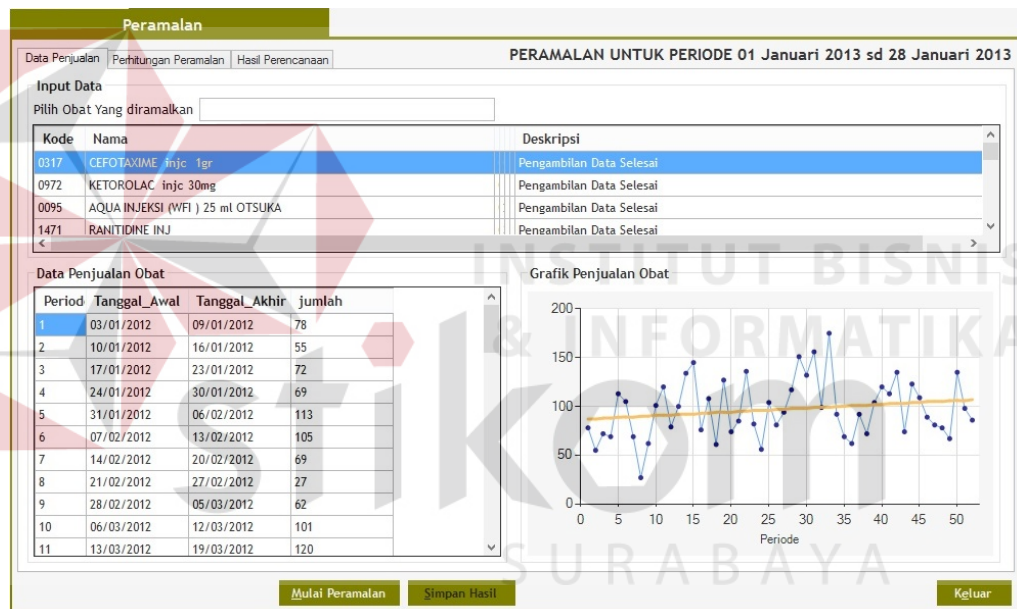 Peramalan
Data Penjualan Perhitungan Peramalan Hasil Perencanaan
PERAMALAN UNTUK PERIODE 01 Januari 2013 sd 28 Januari 2013
Input Data
Pilih Obat Yang diramalkan
Kode Nama Deskripsi
0317 CEFOTAXIME injc 1gr Pengambilan Data Selesai
0972 KETOROLAC injc 30mg Pengambilan Data Selesai
0095 AQUA INJEKSI (WFI ) 25 ml OTSUKA Pengambilan Data Selesai
1471 RANITIDINE INJ Pengambilan Data Selesai
Data Penjualan Obat
Period Tanggal_Awal Tanggal_Akhir jumlah
1 03/01/2012 09/01/2012 78
2 10/01/2012 16/01/2012 55
3 17/01/2012 23/01/2012 72
4 24/01/2012 30/01/2012 69
5 31/01/2012 06/02/2012 113
6 07/02/2012 13/02/2012 105
7 14/02/2012 20/02/2012 69
8 21/02/2012 27/02/2012 27
9 28/02/2012 05/03/2012 62
10 06/03/2012 12/03/2012 101
11 13/03/2012 19/03/2012 120
Grafik Penjualan Obat
200
150
100
50
0
0 5 10 15 20 25 30 35 40 45 50
Periode
INSTITUT BISNIS
& INFORMATIKA
stikom
SURABAYA
Mulai Peramalan Simpan Hasil Keluar